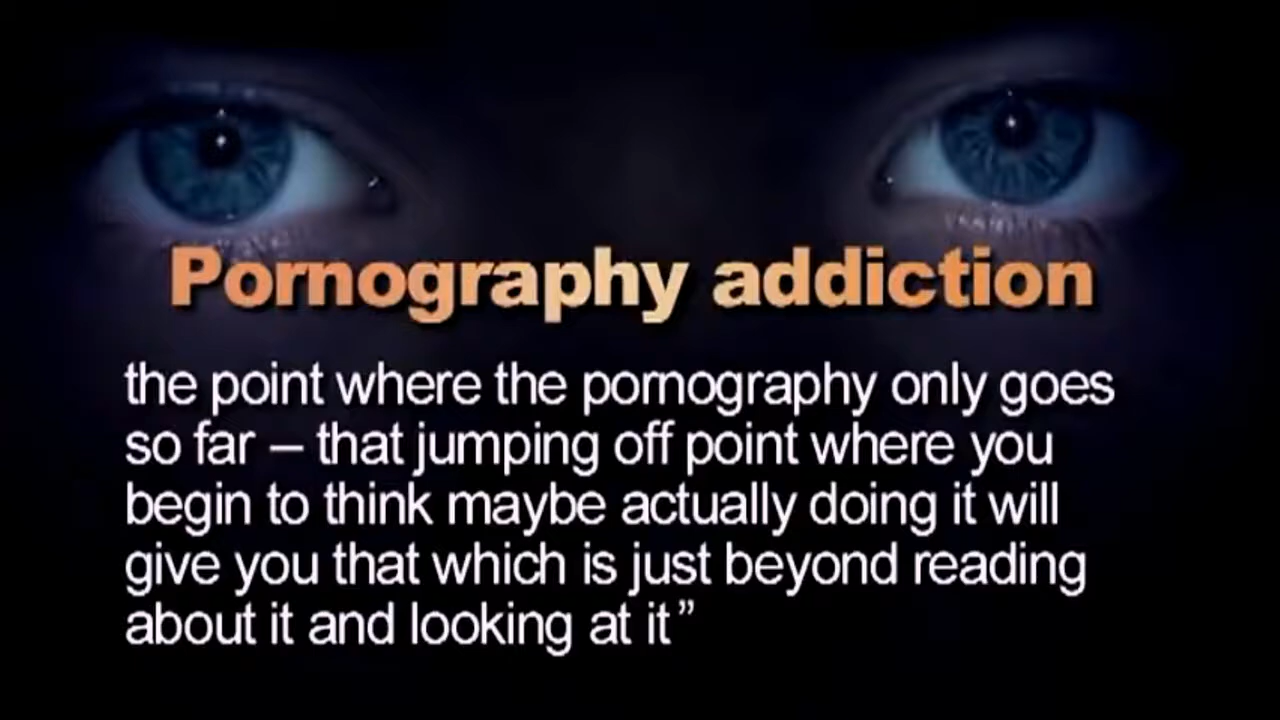 Pornography addiction
the point where the pornography only goes
so far – that jumping off point where you
begin to think maybe actually doing it will
give you that which is just beyond reading
about it and looking at it”